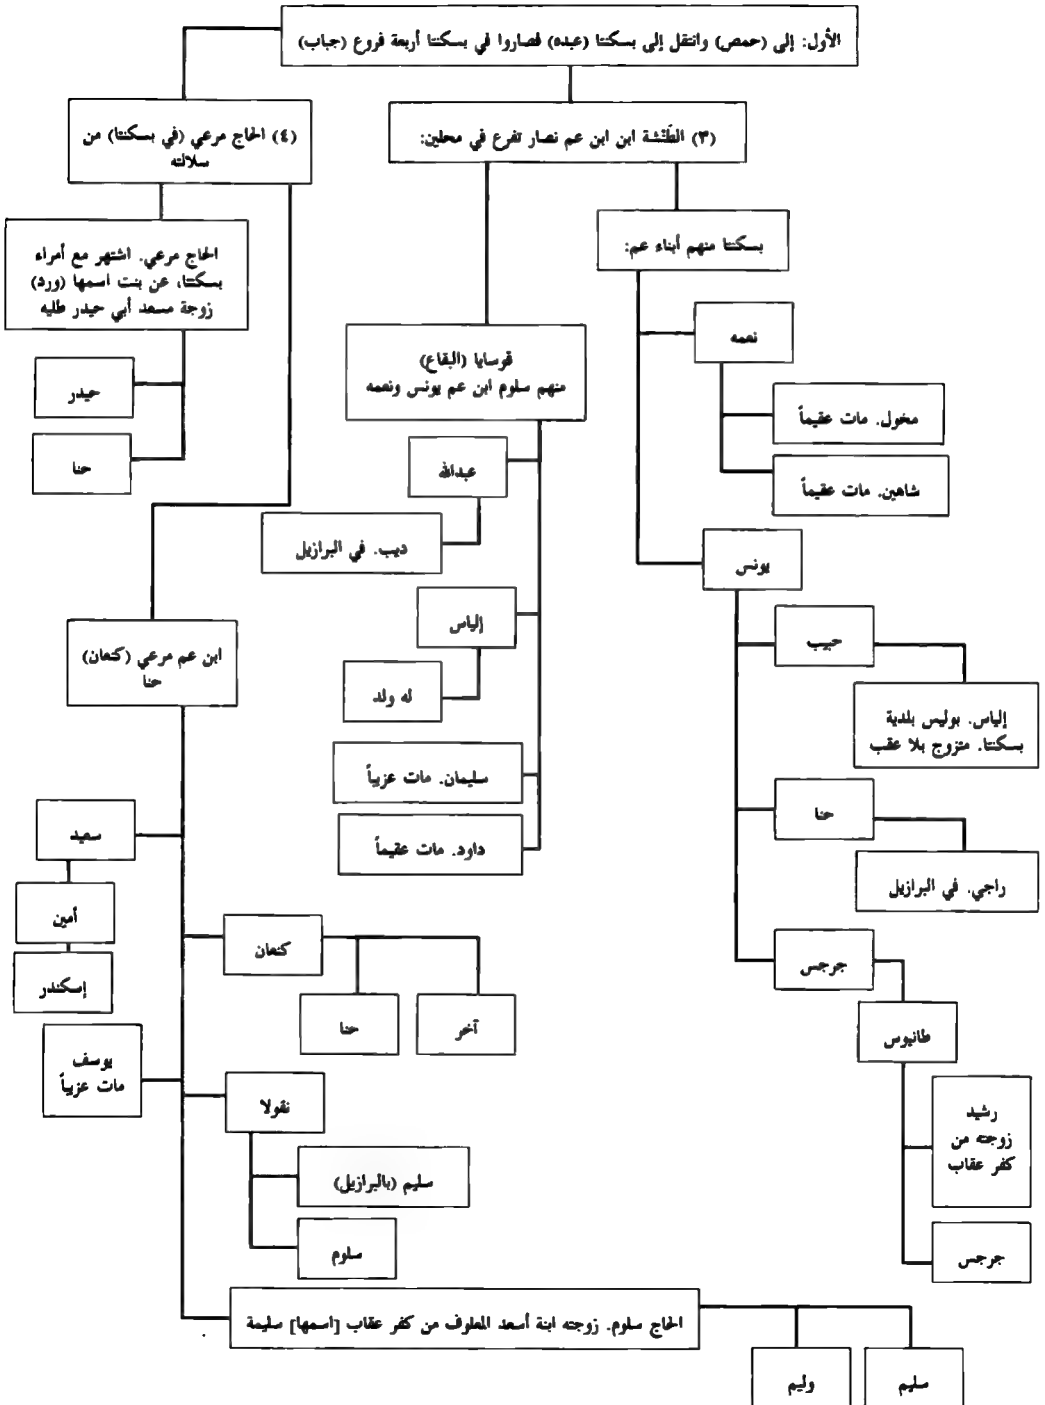 الأول: إلى (حمص) وانتقل إلى بسكنتا (عبده) فصاروا في بسكنتا أربعة فروع (جباب)
(٣) الطَنْشة ابن ابن عم نصار تفرع في محلين:
بسكنتا منهم أبناء عم:
نعمه
مخول. مات عقيماً
شاهين. مات عقيماً
يونس
حبيب
إلياس. بوليس بلدية
بسكنتا. متزوج بلا عقب
حنا
راجي. في البرازيل
جرجس
طانيوس
رشيد
زوجته من
كفر عقاب
جرجس
قوسايا (البقاع)
منهم سلوم ابن عم يونس ونعمه
عبدالله
ديب. في البرازيل
إلياس
له ولد
سليمان. مات عزيباً
داود. مات عقيماً
(٤) الحاج مرعي (في بسكنتا) من
سلالته
الحاج مرعي. اشتهر مع أمراء
بسكنتا، عن بنت اسمها (ورد)
زوجة مسعد أبي حيدر طليه
حيدر
حنا
ابن عم مرعي (كنعان)
حنا
سعيد
أمين
إسكندر
كنعان
آخر
حنا
يوسف
مات عزيباً
نقولا
سليم (بالبرازيل)
سلوم
الحاج سلوم. زوجته ابنة أسعد المعلوف من كفر عقاب [اسمها] سليمة
سليم
وليم